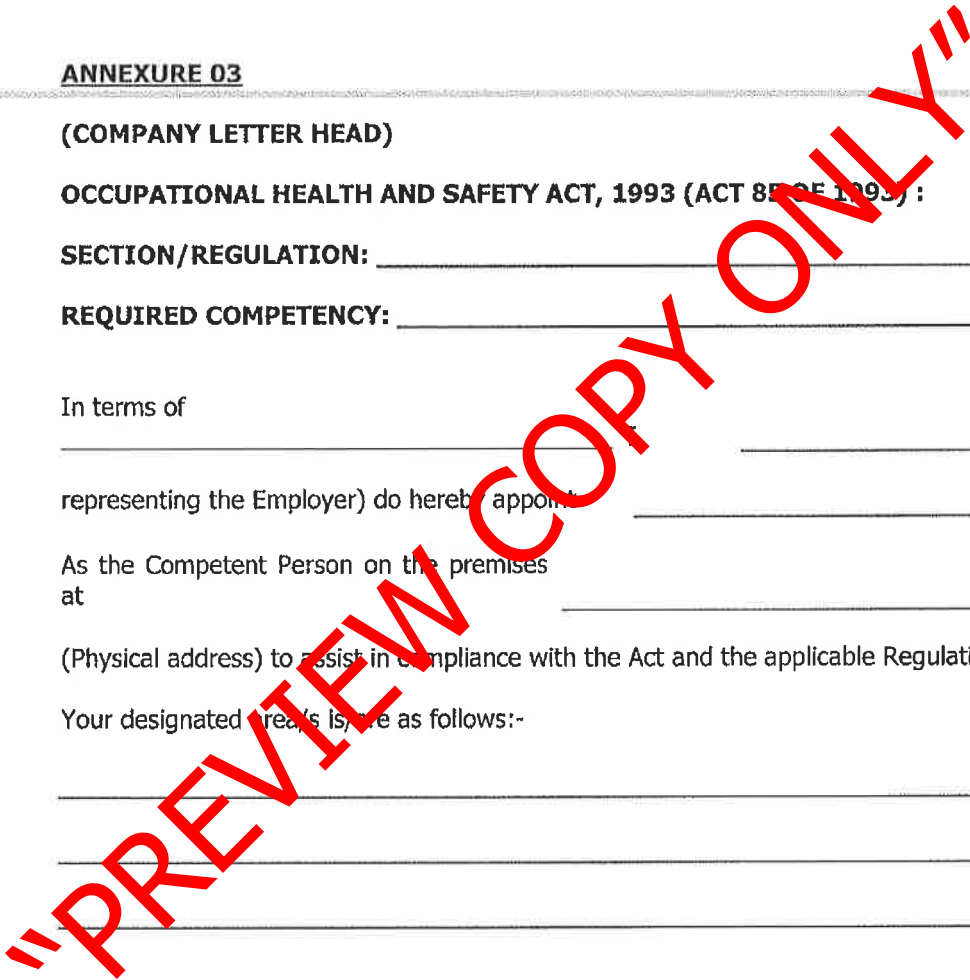 ANNEXURE 03
(COMPANY LETTER HEAD)
OCCUPATIONAL HEALTH AND SAFETY ACT, 1993 (ACT 85 OF 1993) :
SECTION/REGULATION:
REQUIRED COMPETENCY:
In terms of
representing the Employer) do hereby appoint
As the Competent Person on the premises
at
(Physical address) to assist in compliance with the Act and the applicable Regulati
Your designated area/s is/are as follows:-
"PREVIEW COPY ONLY"